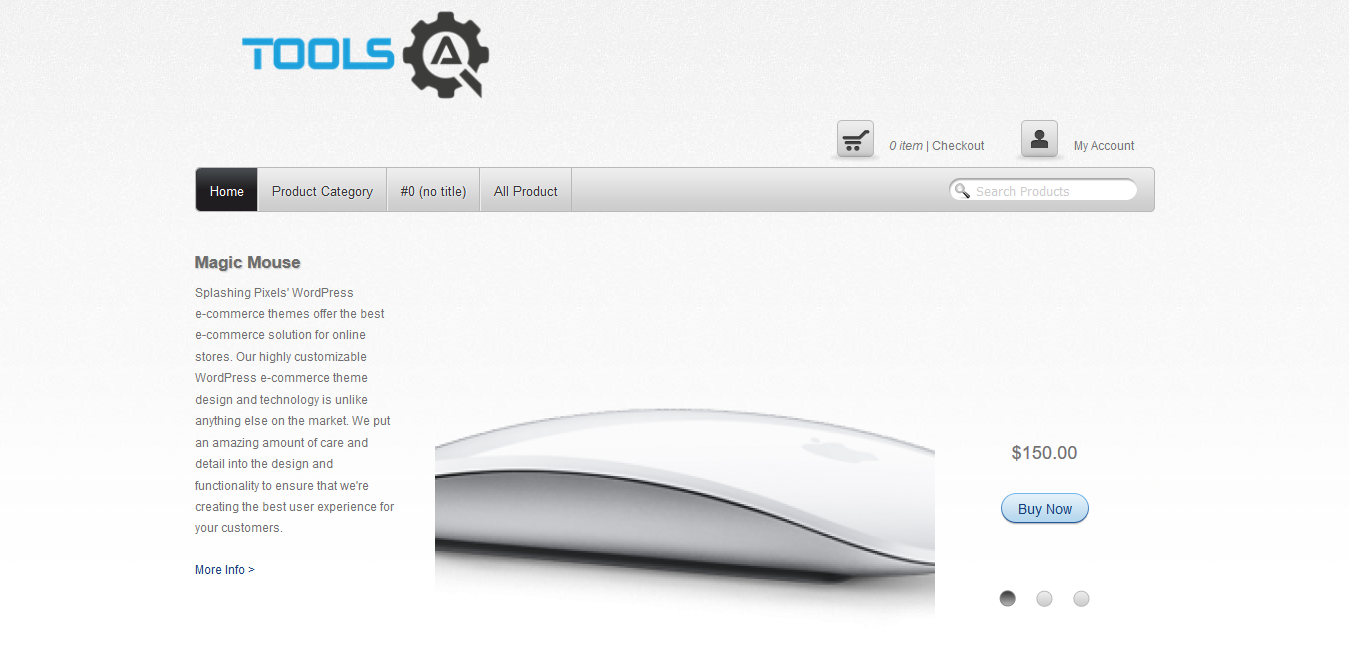 TOOLS QA
0 item | Checkout
My Account
Home
Product Category
#0 (no title)
All Product
Search Products
Magic Mouse
Splashing Pixels' WordPress
e-commerce themes offer the best
e-commerce solution for online
stores. Our highly customizable
WordPress e-commerce theme
design and technology is unlike
anything else on the market. We put
an amazing amount of care and
detail into the design and
functionality to ensure that we're
creating the best user experience for
your customers.
More Info >
$150.00
Buy Now